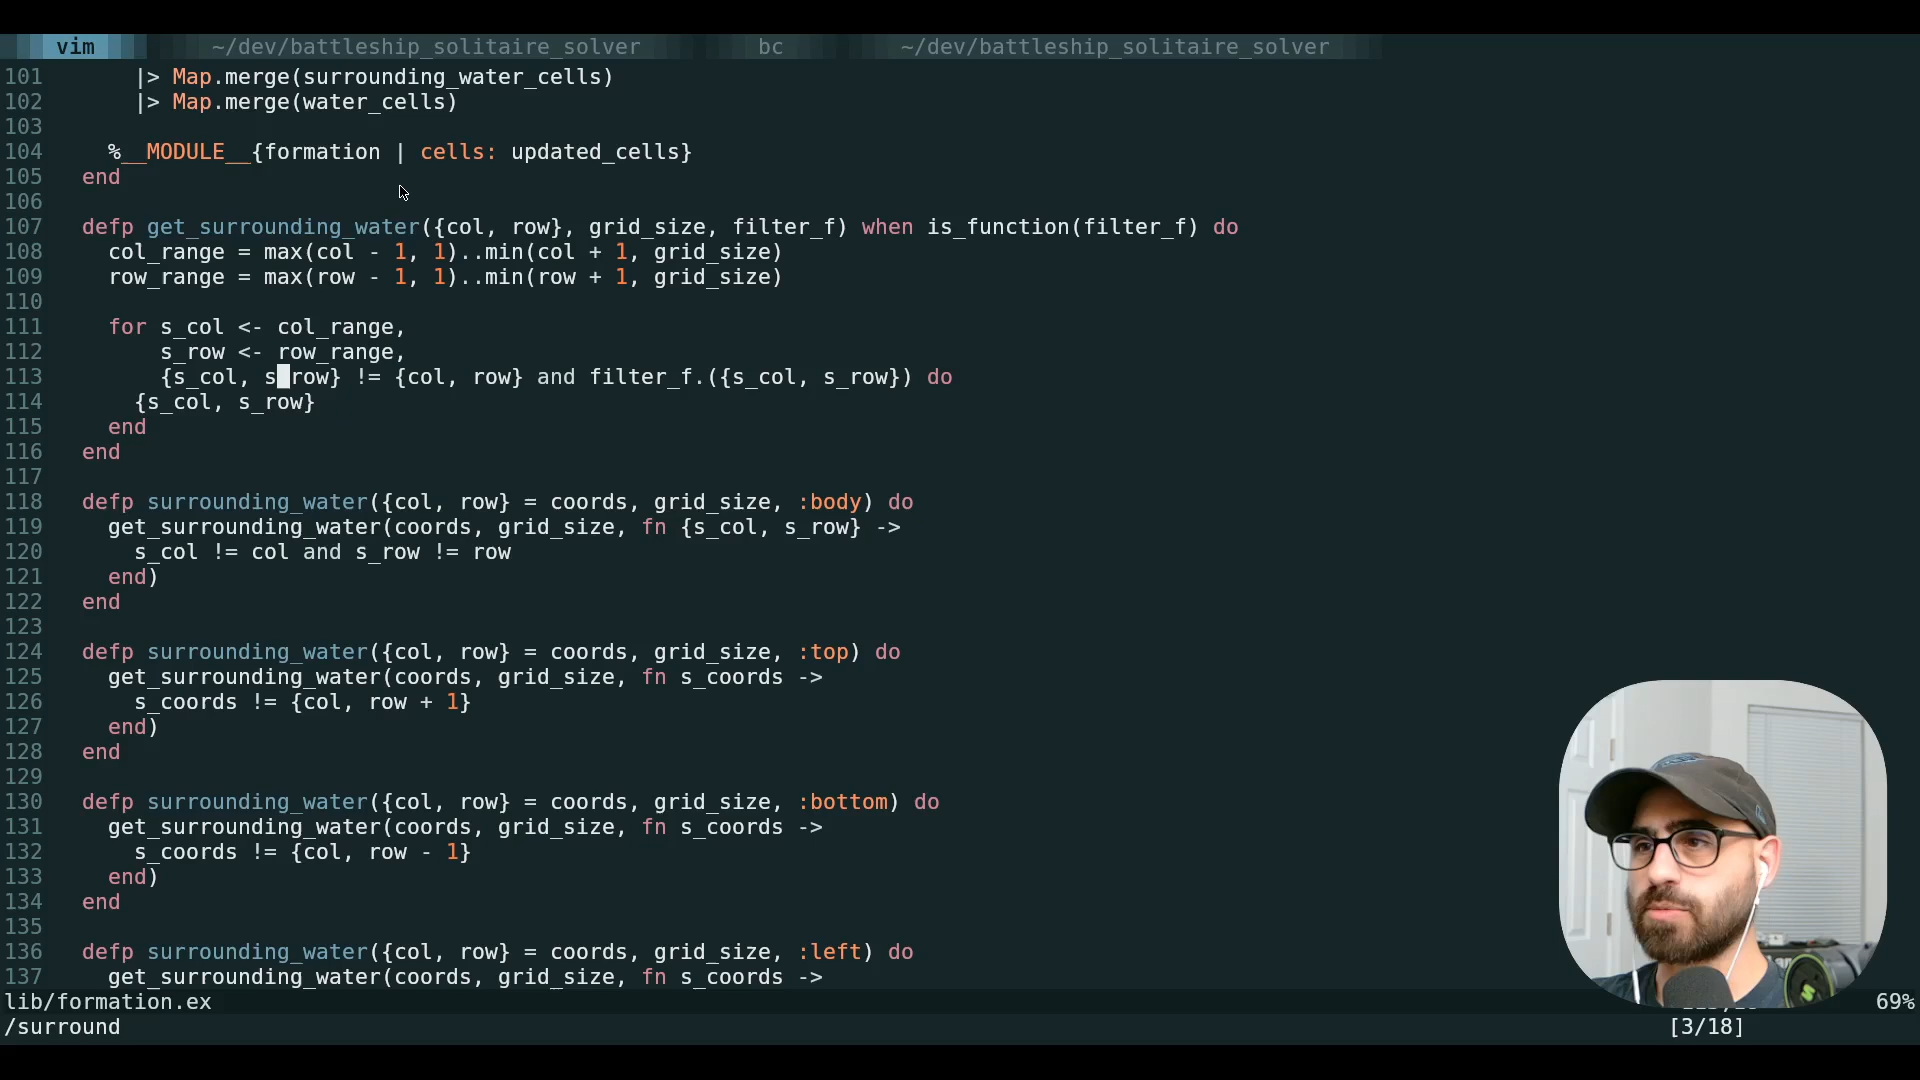 vim ~/dev/battleship_solitaire_solver bc ~/dev/battleship_solitaire_solver
101       |> Map.merge(surrounding_water_cells)
102       |> Map.merge(water_cells)
103
104     %__MODULE__{formation | cells: updated_cells}
105   end
106
107   defp get_surrounding_water({col, row}, grid_size, filter_f) when is_function(filter_f) do
108     col_range = max(col - 1, 1)..min(col + 1, grid_size)
109     row_range = max(row - 1, 1)..min(row + 1, grid_size)
110
111     for s_col <- col_range,
112         s_row <- row_range,
113         {s_col, s_row} != {col, row} and filter_f.({s_col, s_row}) do
114       {s_col, s_row}
115     end
116   end
117
118   defp surrounding_water({col, row} = coords, grid_size, :body) do
119     get_surrounding_water(coords, grid_size, fn {s_col, s_row} ->
120       s_col != col and s_row != row
121     end)
122   end
123
124   defp surrounding_water({col, row} = coords, grid_size, :top) do
125     get_surrounding_water(coords, grid_size, fn s_coords ->
126       s_coords != {col, row + 1}
127     end)
128   end
129
130   defp surrounding_water({col, row} = coords, grid_size, :bottom) do
131     get_surrounding_water(coords, grid_size, fn s_coords ->
132       s_coords != {col, row - 1}
133     end)
134   end
135
136   defp surrounding_water({col, row} = coords, grid_size, :left) do
137     get_surrounding_water(coords, grid_size, fn s_coords ->
lib/formation.ex 69%
/surround [3/18]